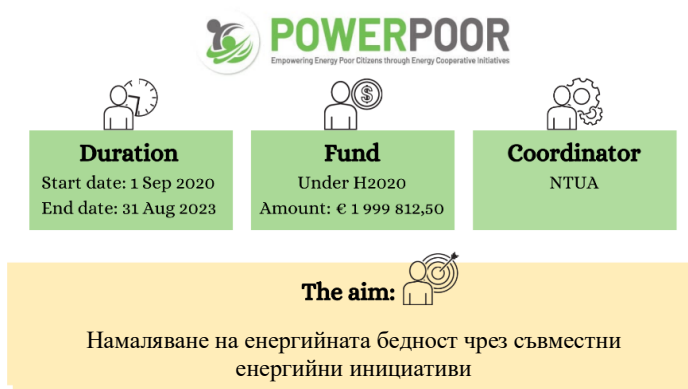 POWERPOOR
Empowering Energy Poor Citizens through Energy Cooperative Initiatives
Duration
Start date: 1 Sep 2020
End date: 31 Aug 2023
Fund
Under H2020
Amount: € 1 999 812,50
Coordinator
NTUA
The aim:
Намаляване на енергийната бедност чрез съвместни
енергийни инициативи